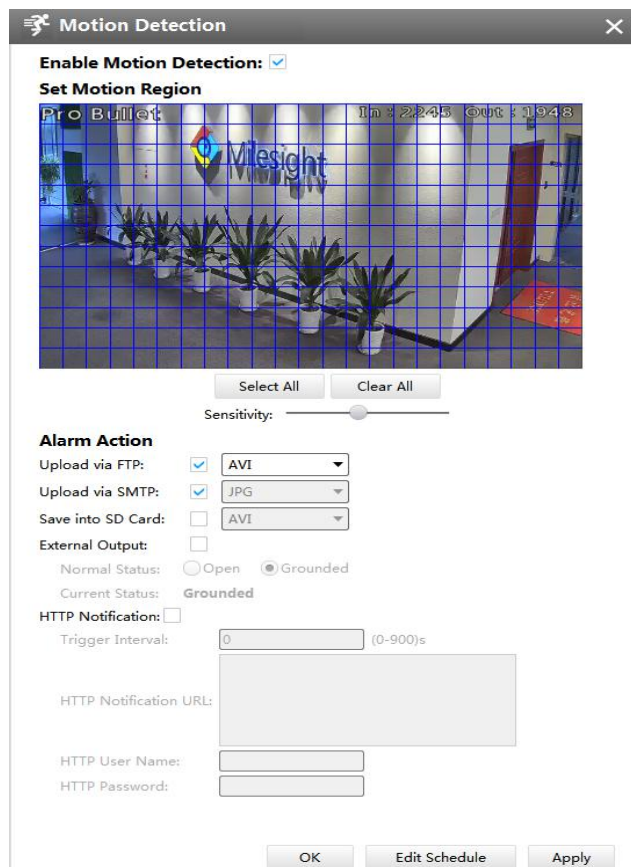 Motion Detection
Enable Motion Detection:
Set Motion Region
Pro Bullet
In : 2245 Out : 1948
Milesight
Select All
Clear All
Sensitivity:
Alarm Action
Upload via FTP: AVI
Upload via SMTP: JPG
Save into SD Card: AVI
External Output:
Normal Status: Open Grounded
Current Status: Grounded
HTTP Notification:
Trigger Interval: 0 (0-900)s
HTTP Notification URL:
HTTP User Name:
HTTP Password:
OK
Edit Schedule
Apply